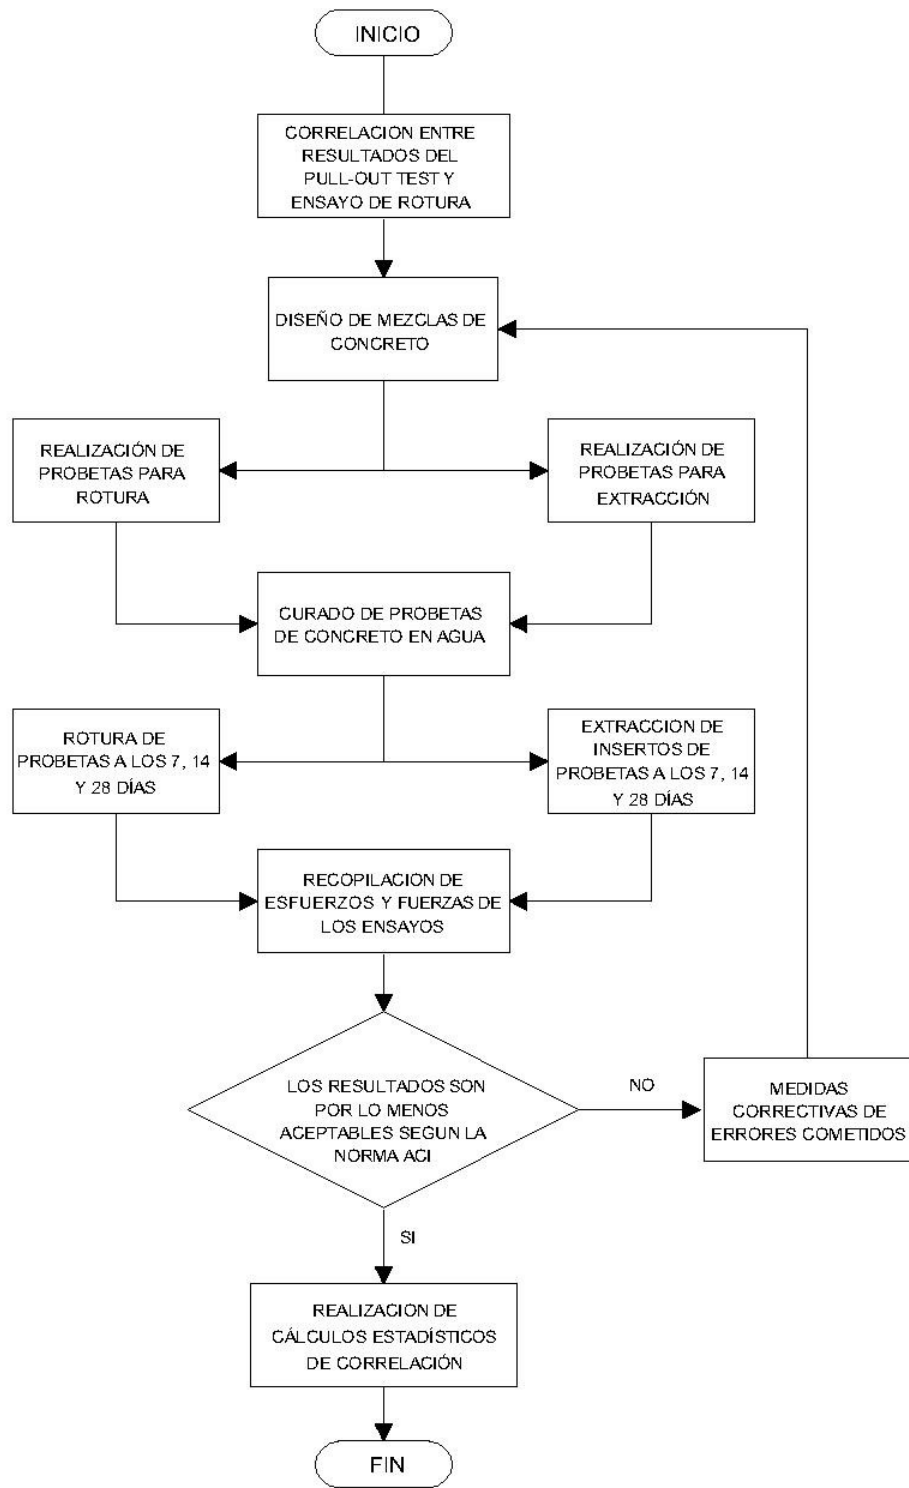 INICIO
CORRELACION ENTRE
RESULTADOS DEL
PULL-OUT TEST Y
ENSAYO DE ROTURA
DISEÑO DE MEZCLAS DE
CONCRETO
REALIZACIÓN DE
PROBETAS PARA
ROTURA
REALIZACIÓN DE
PROBETAS PARA
EXTRACCIÓN
CURADO DE PROBETAS
DE CONCRETO EN AGUA
ROTURA DE
PROBETAS A LOS 7, 14
Y 28 DÍAS
EXTRACCION DE
INSERTOS DE
PROBETAS A LOS 7, 14
Y 28 DÍAS
RECOPILACION DE
ESFUERZOS Y FUERZAS DE
LOS ENSAYOS
LOS RESULTADOS SON
POR LO MENOS
ACEPTABLES SEGUN LA
NORMA ACI
NO
MEDIDAS
CORRECTIVAS DE
ERRORES COMETIDOS
SI
REALIZACION DE
CÁLCULOS ESTADÍSTICOS
DE CORRELACIÓN
FIN